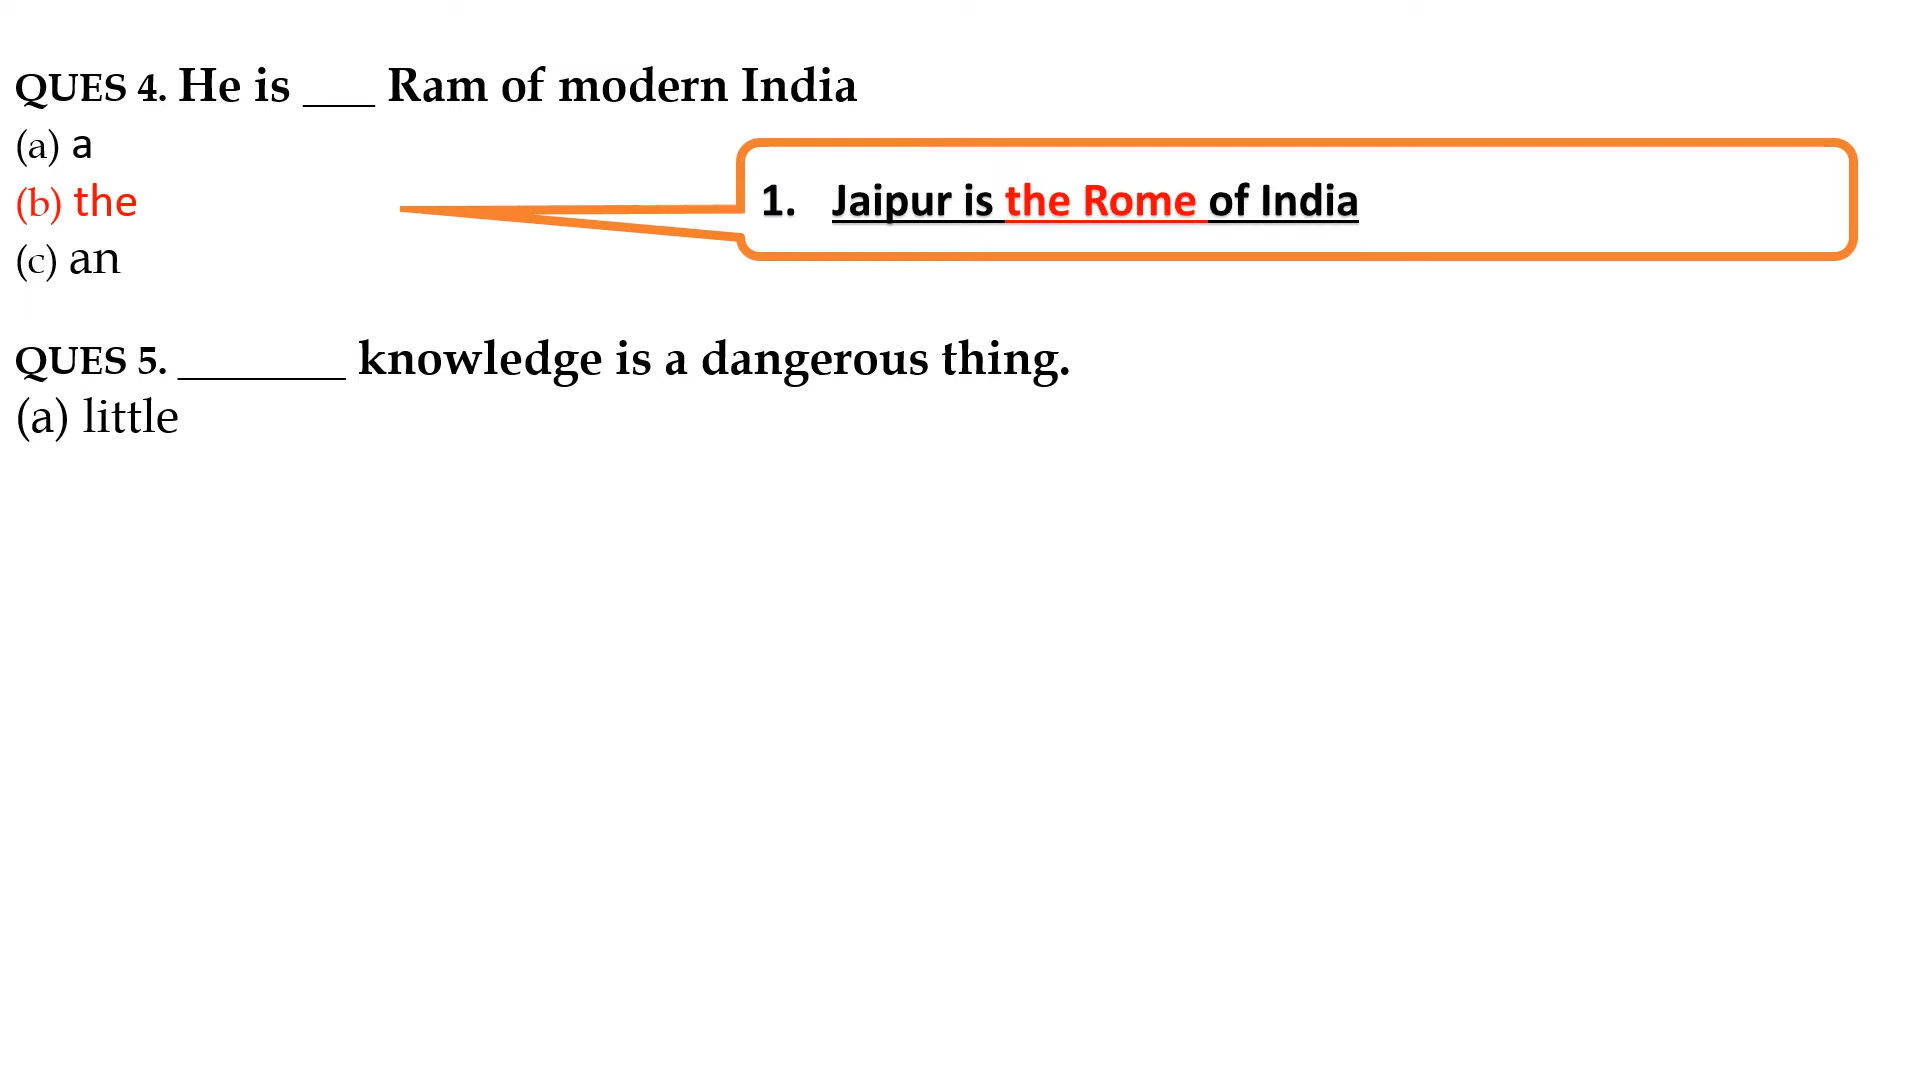 QUES 4. He is ___ Ram of modern India
(a) a
(b) the
1. Jaipur is the Rome of India
(c) an
QUES 5. _______ knowledge is a dangerous thing.
(a) little